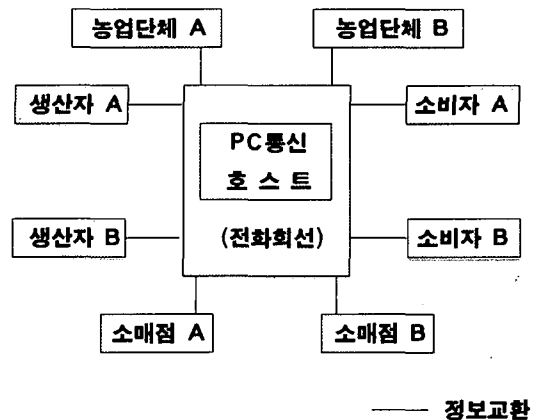 농업단체 A
농업단체 B
생산자 A
소비자 A
PC통신
호 스 트
(전화회선)
생산자 B
소비자 B
소매점 A
소매점 B
정보교환